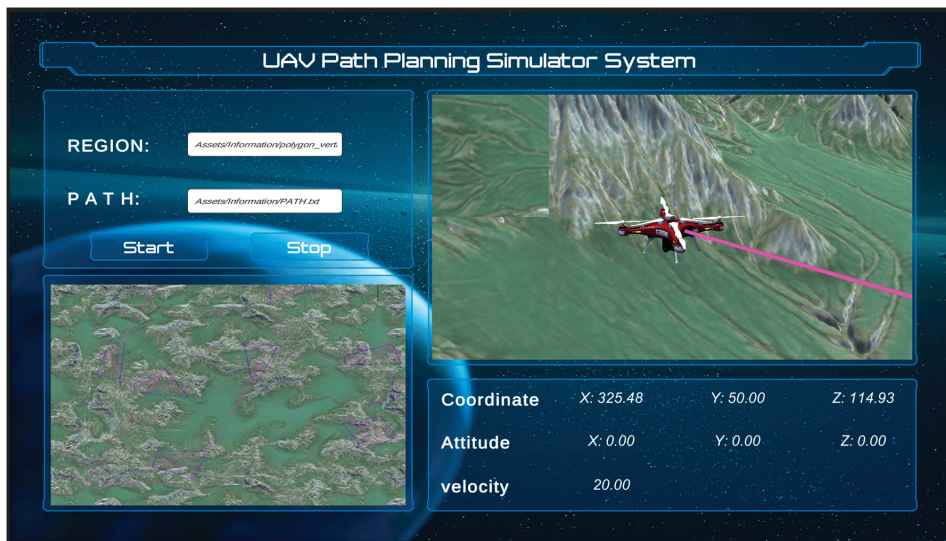 UAV Path Planning Simulator System
REGION: Assets/Information/polygon_vert
PATH: Assets/Information/PATH.txt
Start Stop
Coordinate X: 325.48 Y: 50.00 Z: 114.93
Attitude X: 0.00 Y: 0.00 Z: 0.00
velocity 20.00